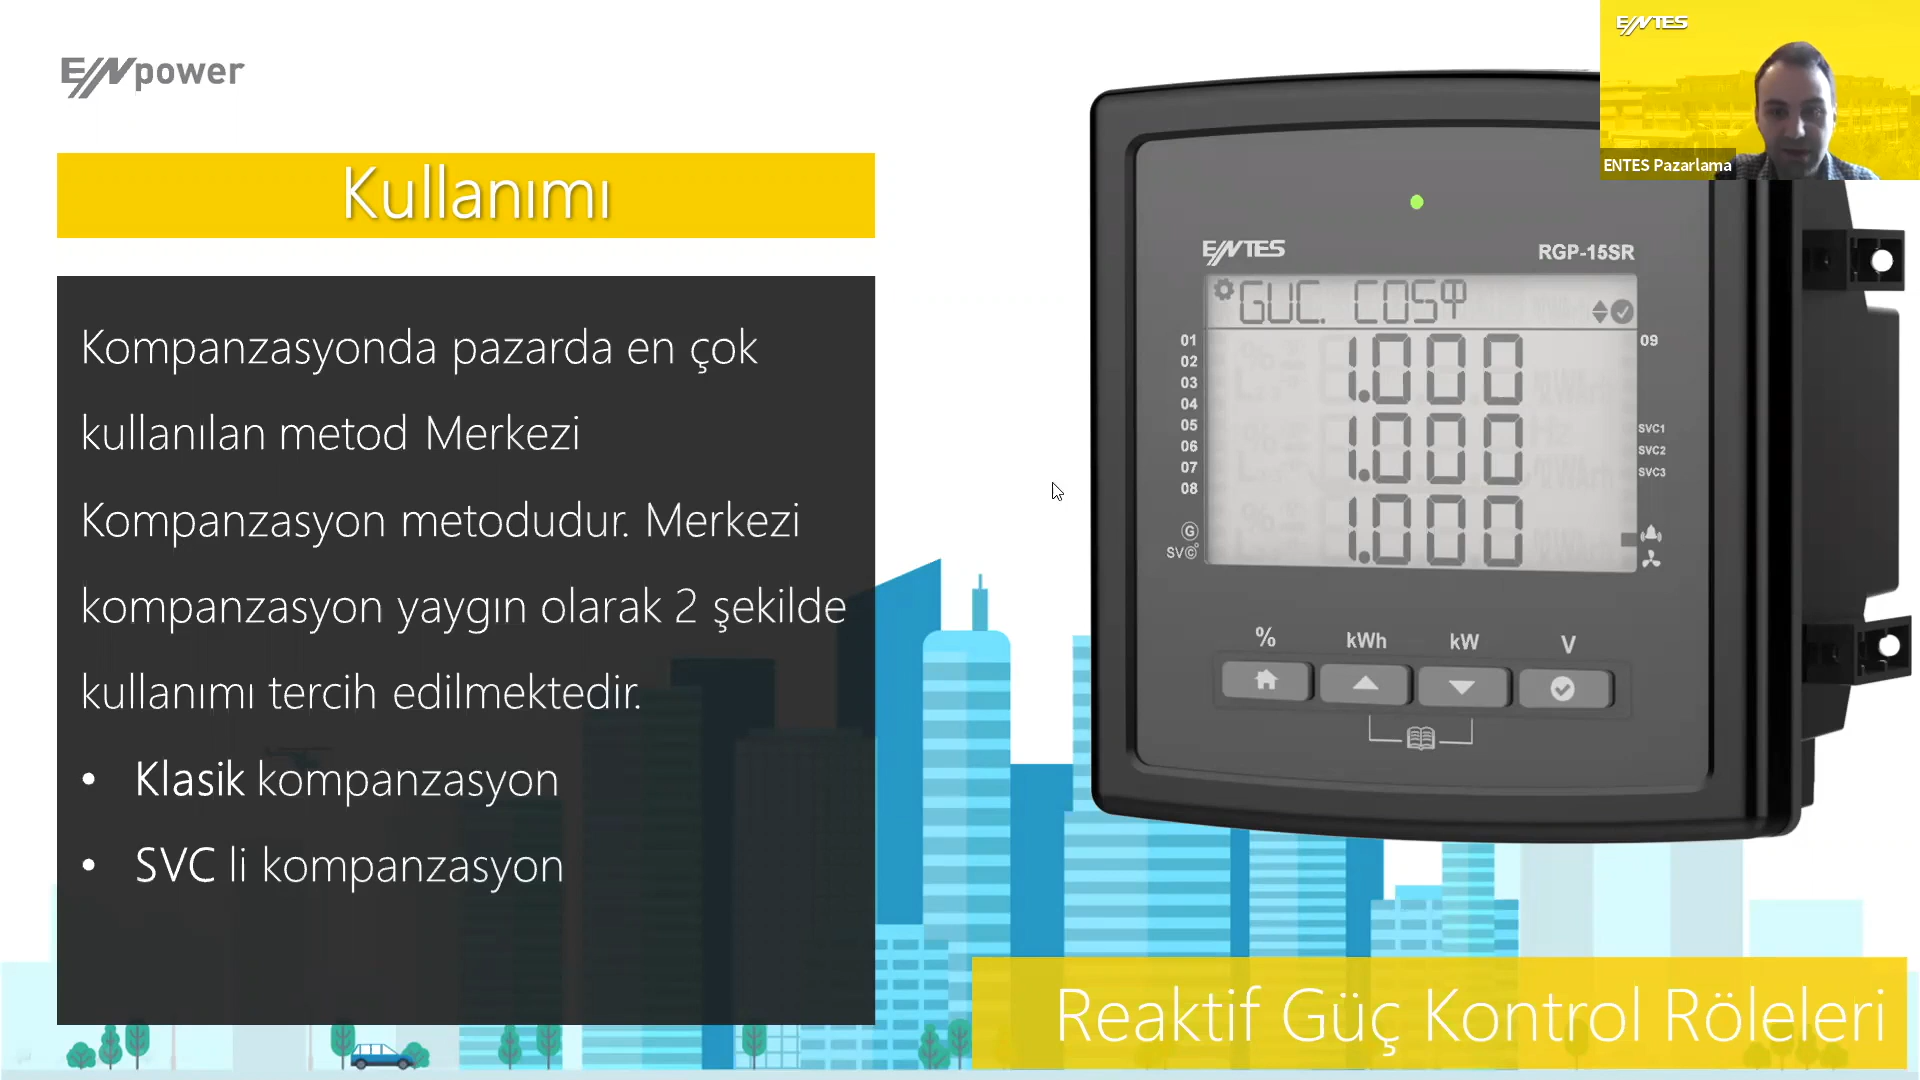 ENpower
ENTES
ENTES Pazarlama
Kullanımı
Kompanzasyonda pazarda en çok
kullanılan metod Merkezi
Kompanzasyon metodudur. Merkezi
kompanzasyon yaygın olarak 2 şekilde
kullanımı tercih edilmektedir.
• Klasik kompanzasyon
• SVC li kompanzasyon
ENTES RGP-15SR
GUC. COSφ
01 1.000 09
02
03
04
05 1.000 SVC1
06 SVC2
07 SVC3
08 1.000
G
SVC
% kWh kW V
Reaktif Güç Kontrol Röleleri